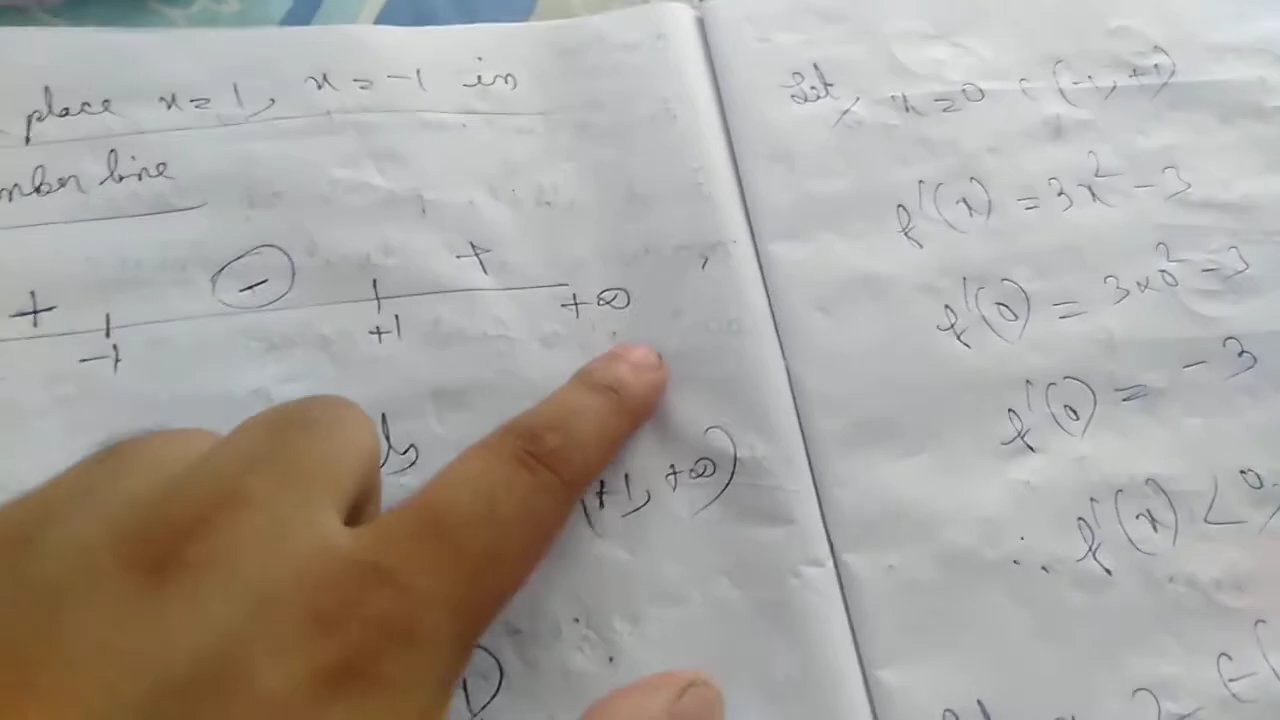 place x = 1, x = -1 in
mber line
+ - + 
-1 +1 +∞
(+1, +∞)
D
Let, x = 0 ∈ (-1, +1)
f'(x) = 3x² - 3
f'(0) = 3×0² - 3
f'(0) = -3
∴ f'(x) < 0